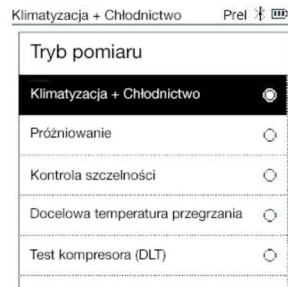 Klimatyzacja + Chłodnictwo Prel
Tryb pomiaru
Klimatyzacja + Chłodnictwo
Próżniowanie
Kontrola szczelności
Docelowa temperatura przegrzania
Test kompresora (DLT)